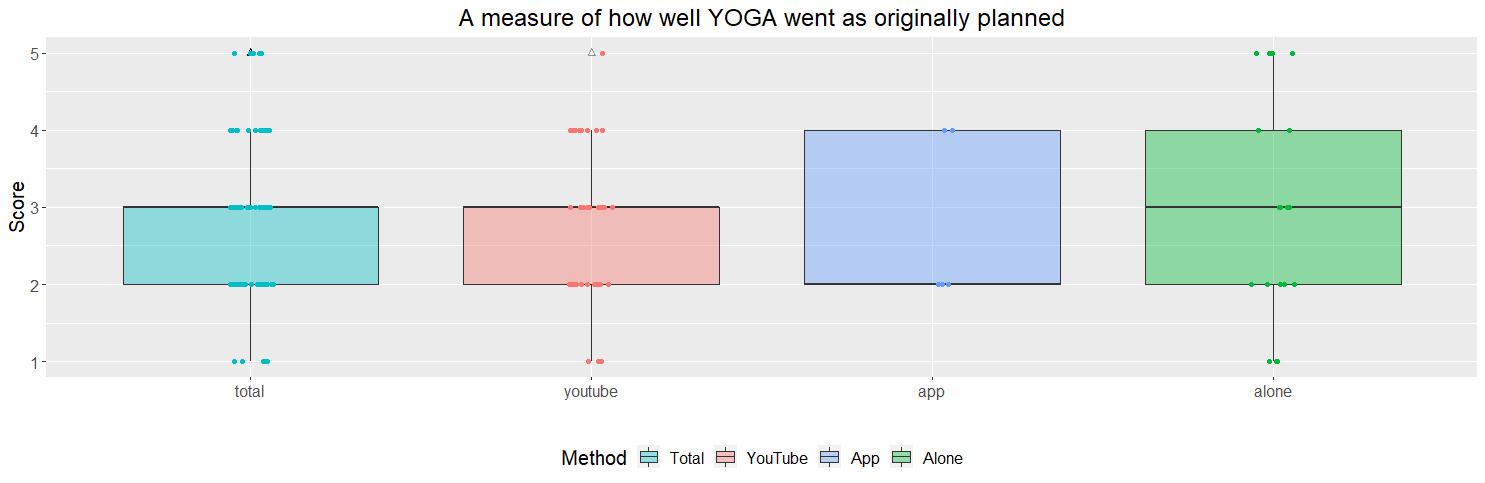 A measure of how well YOGA went as originally planned
Score
5
4
3
2
1
total youtube app alone
Method Total YouTube App Alone